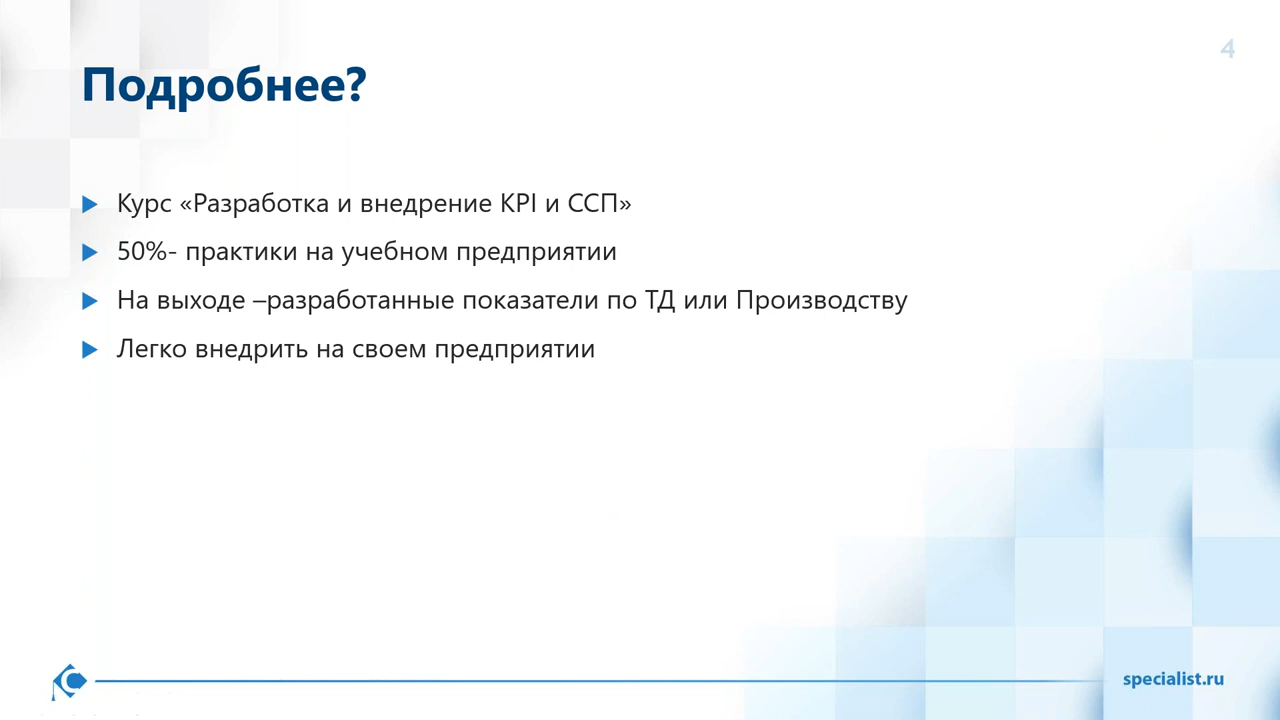 4
Подробнее?
Курс «Разработка и внедрение KPI и ССП»
50%- практики на учебном предприятии
На выходе –разработанные показатели по ТД или Производству
Легко внедрить на своем предприятии
specialist.ru